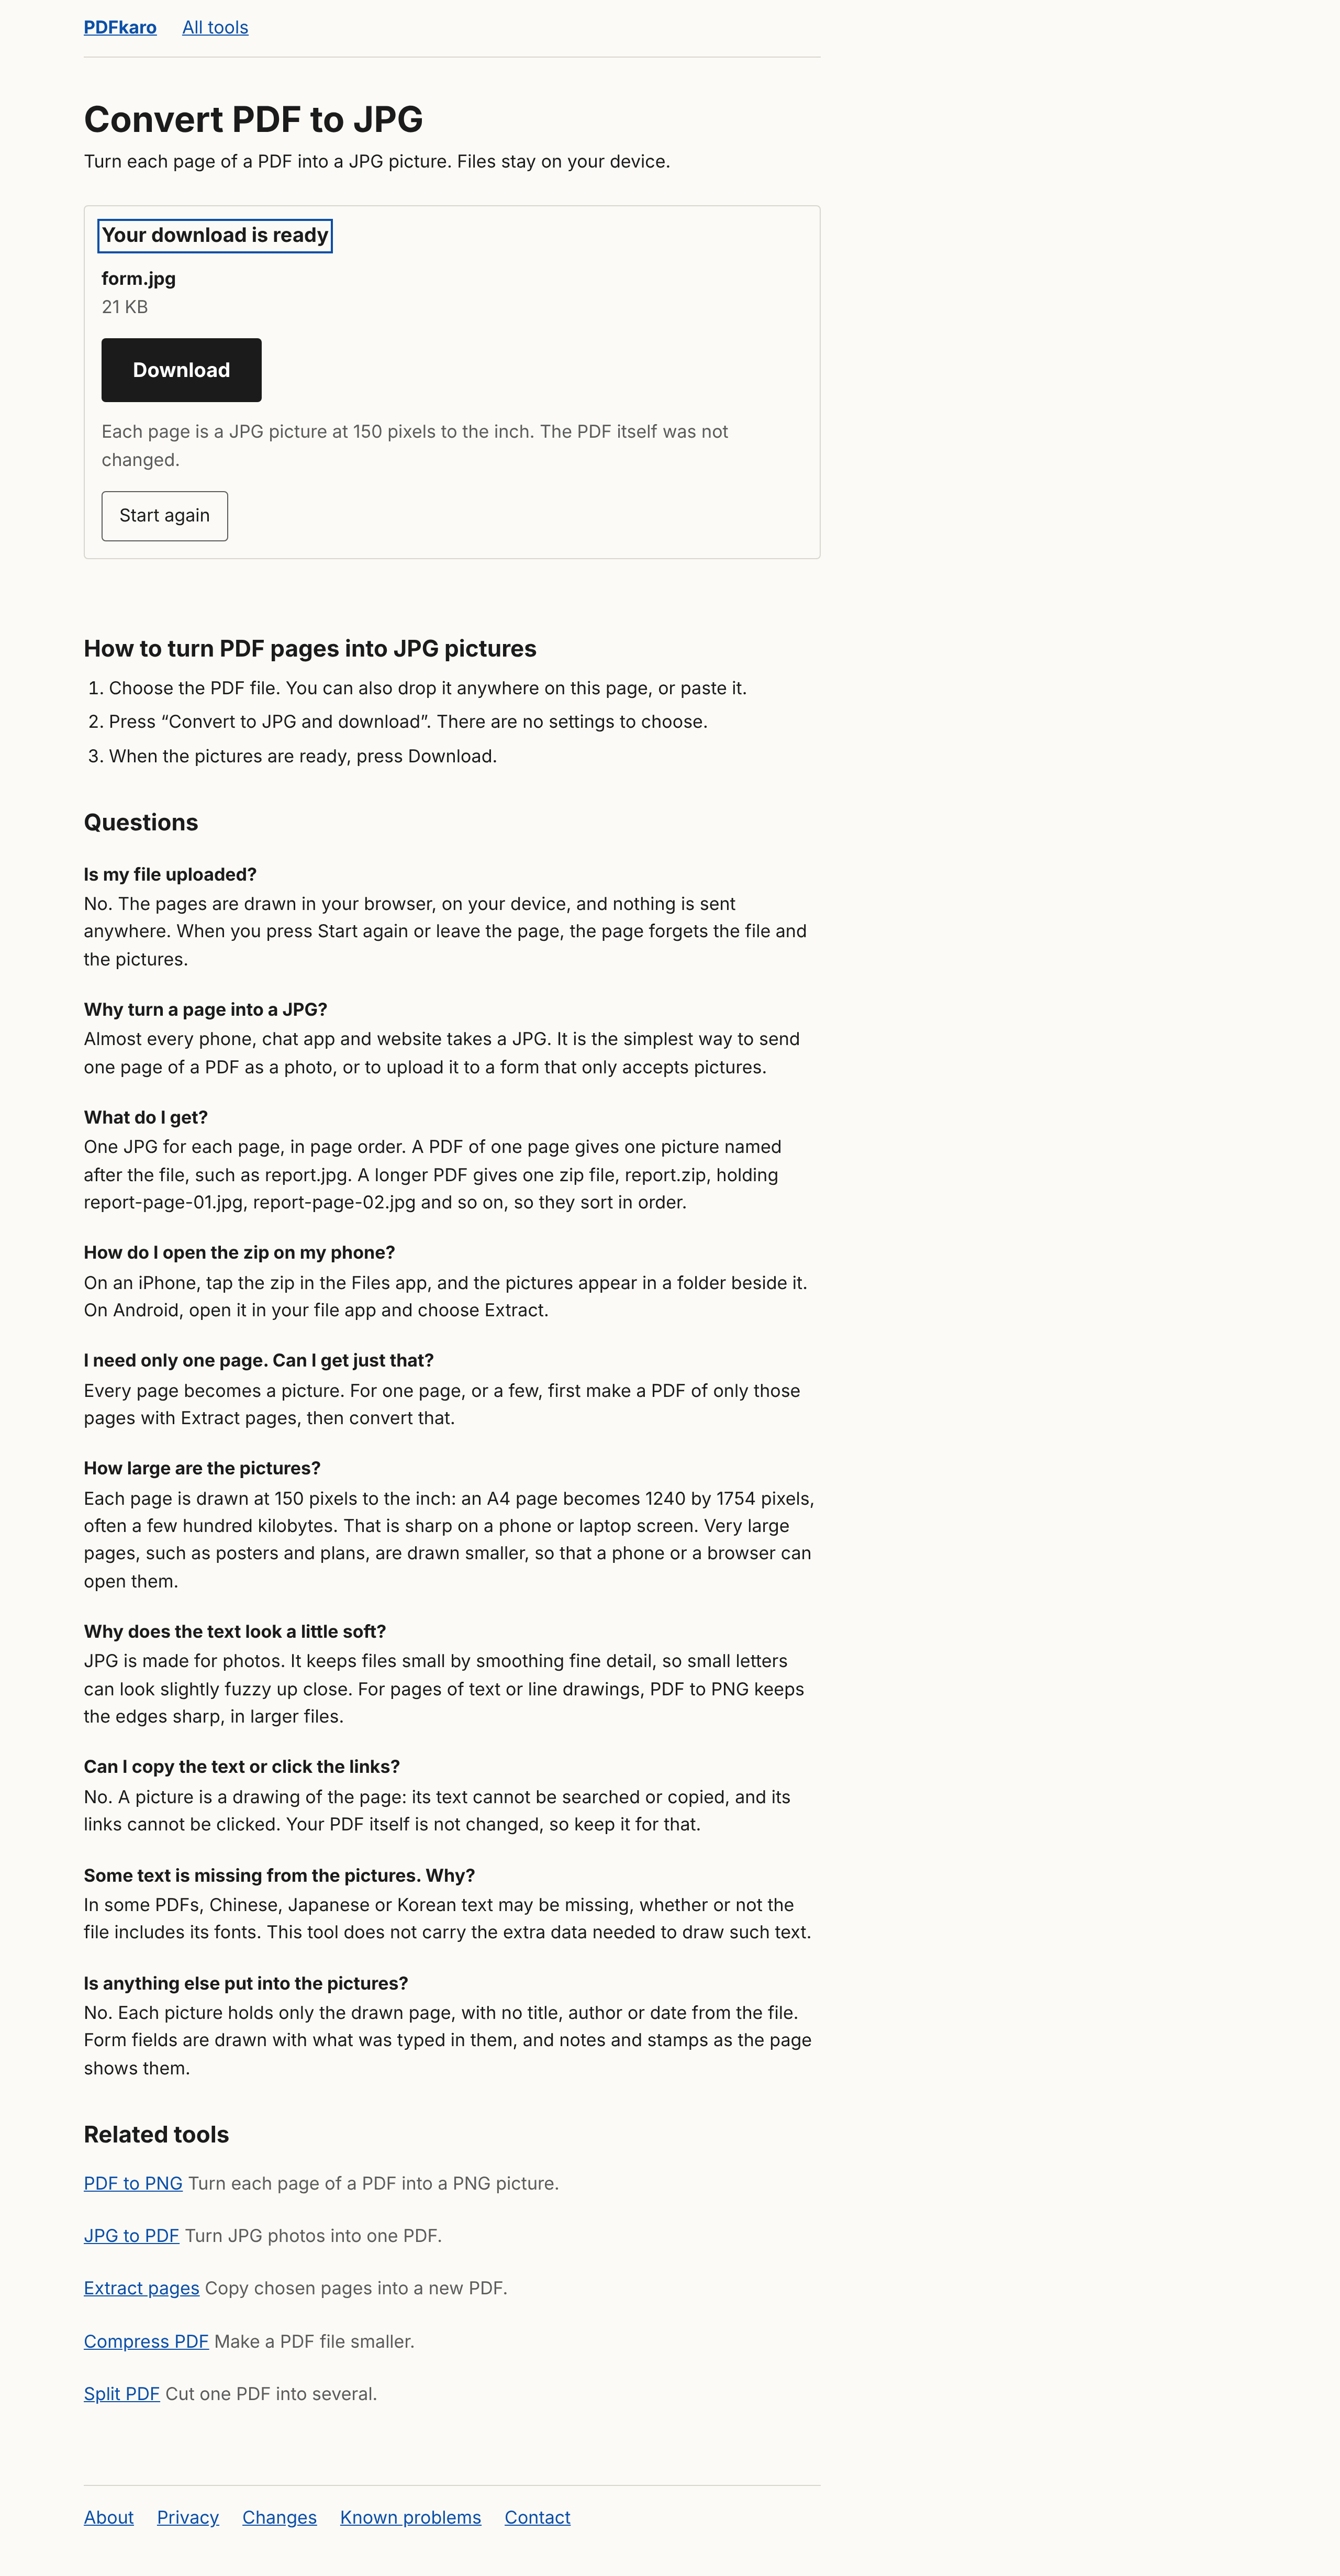 PDFkaro All tools
Convert PDF to JPG
Turn each page of a PDF into a JPG picture. Files stay on your device.
Your download is ready
form.jpg
21 KB
Download
Each page is a JPG picture at 150 pixels to the inch. The PDF itself was not
changed.
Start again
How to turn PDF pages into JPG pictures
1. Choose the PDF file. You can also drop it anywhere on this page, or paste it.
2. Press “Convert to JPG and download”. There are no settings to choose.
3. When the pictures are ready, press Download.
Questions
Is my file uploaded?
No. The pages are drawn in your browser, on your device, and nothing is sent
anywhere. When you press Start again or leave the page, the page forgets the file and
the pictures.
Why turn a page into a JPG?
Almost every phone, chat app and website takes a JPG. It is the simplest way to send
one page of a PDF as a photo, or to upload it to a form that only accepts pictures.
What do I get?
One JPG for each page, in page order. A PDF of one page gives one picture named
after the file, such as report.jpg. A longer PDF gives one zip file, report.zip, holding
report-page-01.jpg, report-page-02.jpg and so on, so they sort in order.
How do I open the zip on my phone?
On an iPhone, tap the zip in the Files app, and the pictures appear in a folder beside it.
On Android, open it in your file app and choose Extract.
I need only one page. Can I get just that?
Every page becomes a picture. For one page, or a few, first make a PDF of only those
pages with Extract pages, then convert that.
How large are the pictures?
Each page is drawn at 150 pixels to the inch: an A4 page becomes 1240 by 1754 pixels,
often a few hundred kilobytes. That is sharp on a phone or laptop screen. Very large
pages, such as posters and plans, are drawn smaller, so that a phone or a browser can
open them.
Why does the text look a little soft?
JPG is made for photos. It keeps files small by smoothing fine detail, so small letters
can look slightly fuzzy up close. For pages of text or line drawings, PDF to PNG keeps
the edges sharp, in larger files.
Can I copy the text or click the links?
No. A picture is a drawing of the page: its text cannot be searched or copied, and its
links cannot be clicked. Your PDF itself is not changed, so keep it for that.
Some text is missing from the pictures. Why?
In some PDFs, Chinese, Japanese or Korean text may be missing, whether or not the
file includes its fonts. This tool does not carry the extra data needed to draw such text.
Is anything else put into the pictures?
No. Each picture holds only the drawn page, with no title, author or date from the file.
Form fields are drawn with what was typed in them, and notes and stamps as the page
shows them.
Related tools
PDF to PNG Turn each page of a PDF into a PNG picture.
JPG to PDF Turn JPG photos into one PDF.
Extract pages Copy chosen pages into a new PDF.
Compress PDF Make a PDF file smaller.
Split PDF Cut one PDF into several.
About Privacy Changes Known problems Contact